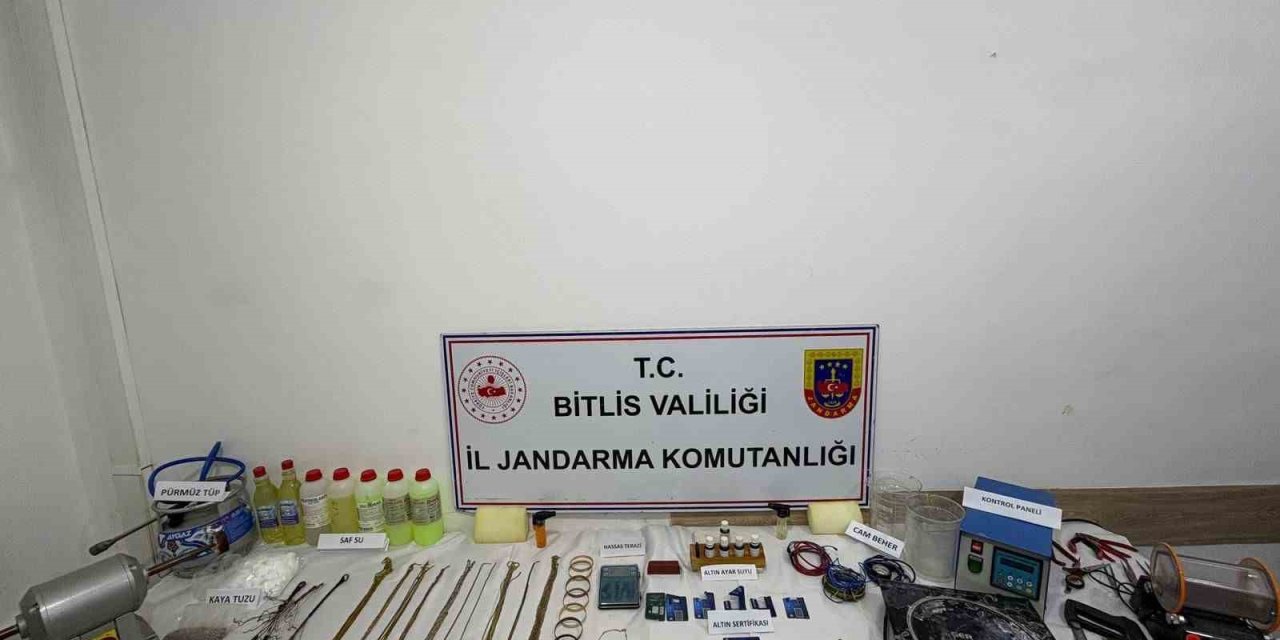 T.C.
BİTLİS VALİLİĞİ
İL JANDARMA KOMUTANLIĞI
JANDARMA
PÜRMÜZ TÜP
AYGAZ
SAF SU
KAYA TUZU
HASSAS TERAZİ
ALTIN AYAR SUYU
ALTIN SERTİFİKASI
CAM BEHER
KONTROL PANELİ